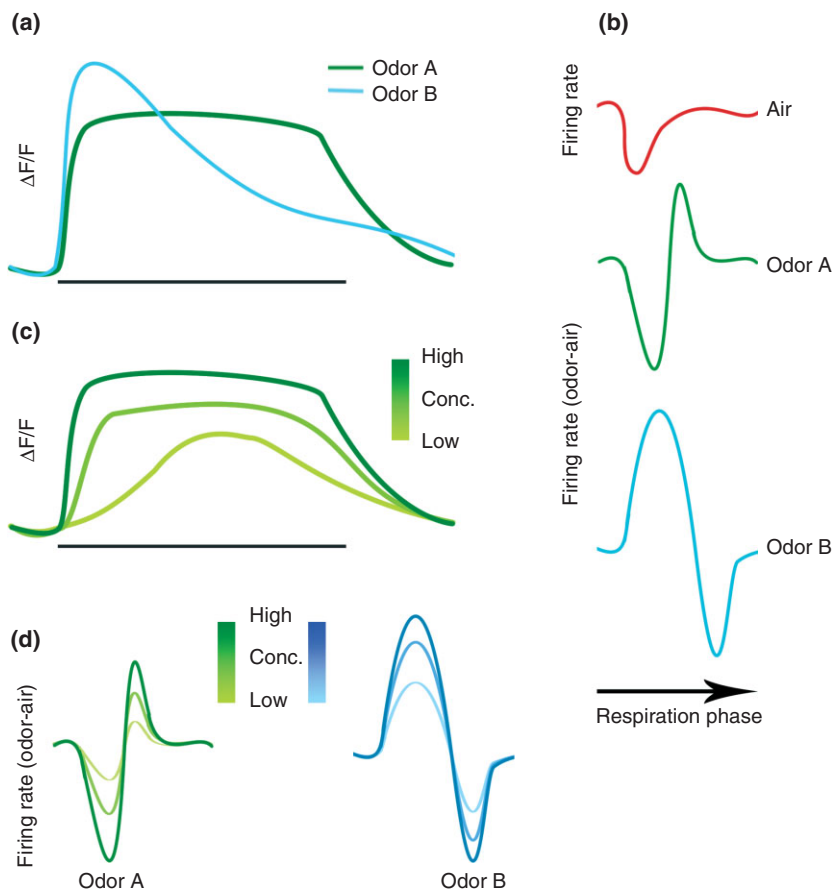 (a)
Odor A
Odor B
ΔF/F
(b)
Firing rate
Air
Odor A
Firing rate (odor-air)
Odor B
Respiration phase
(c)
High
Conc.
Low
ΔF/F
(d)
High
Conc.
Low
Firing rate (odor-air)
Odor A
Odor B